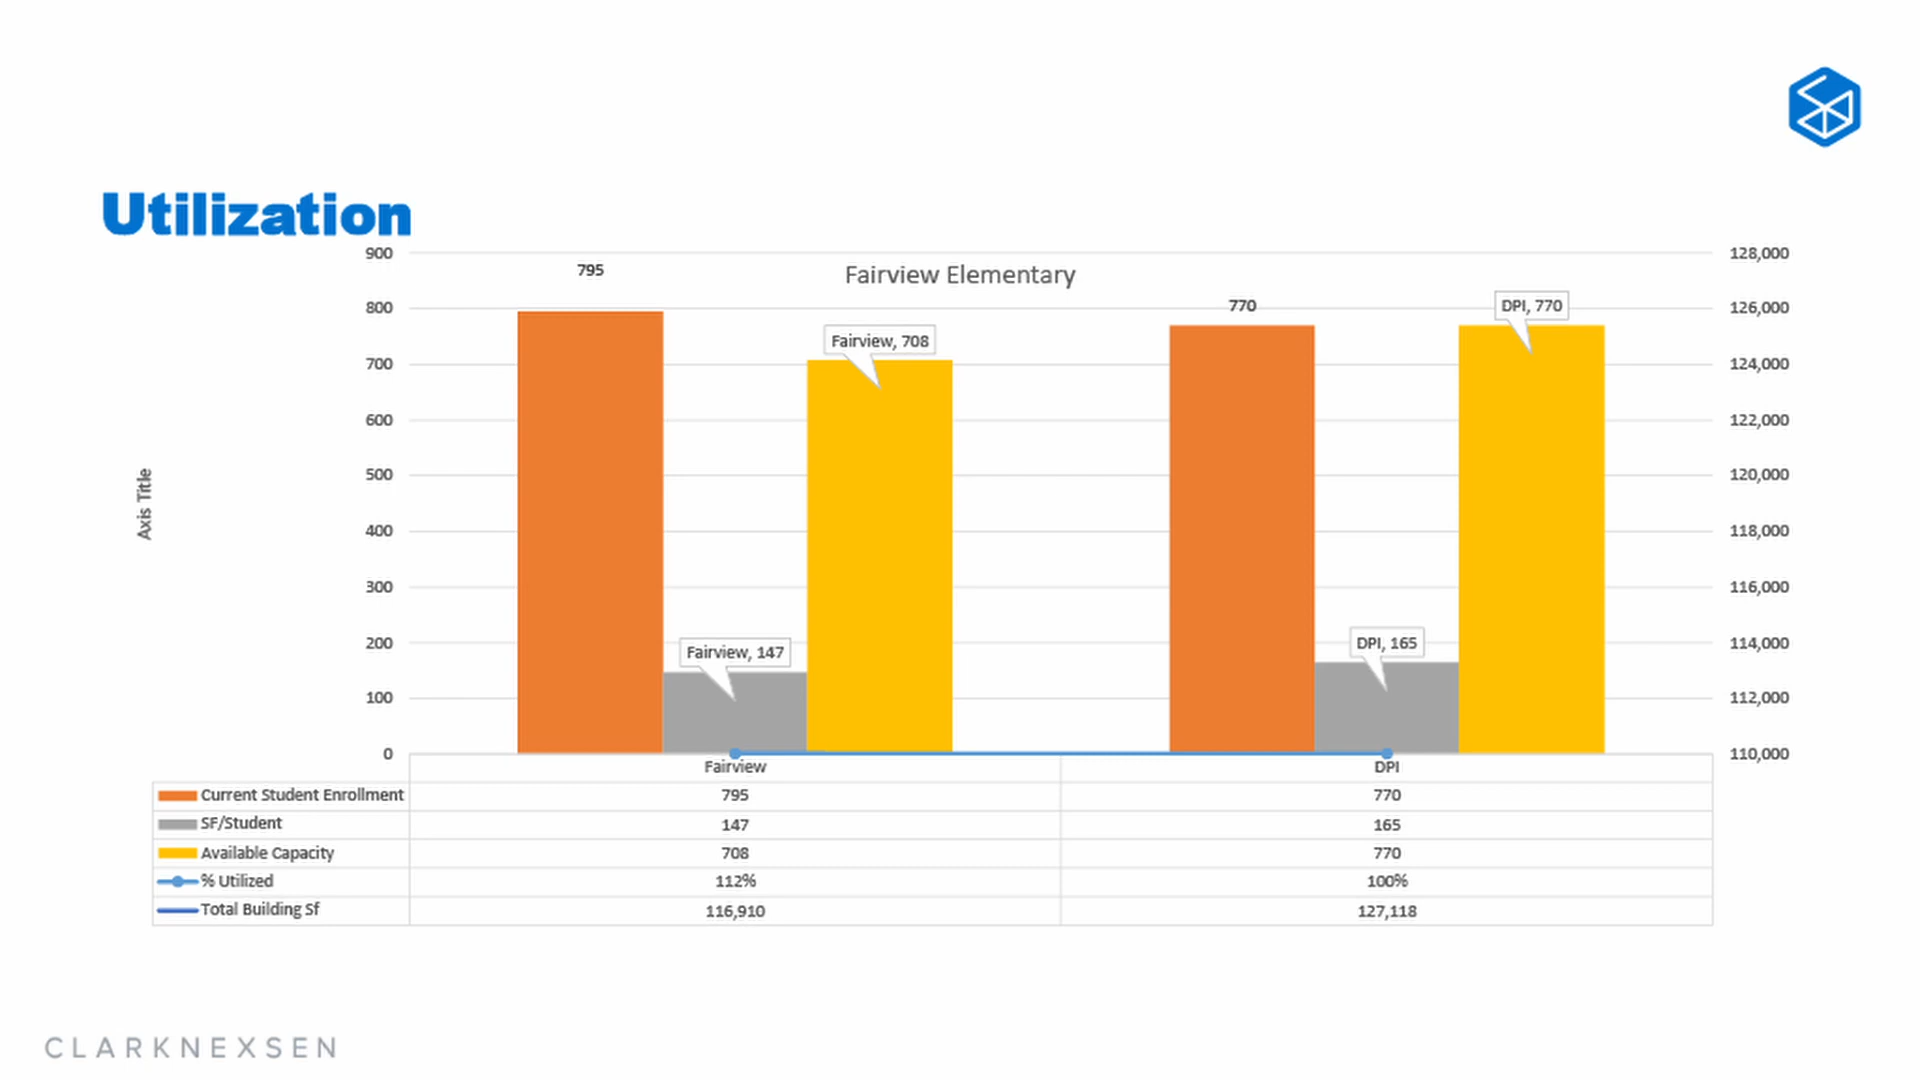 Utilization
Fairview Elementary
900
800
700
600
500
400
300
200
100
0
Axis Title
128,000
126,000
124,000
122,000
120,000
118,000
116,000
114,000
112,000
110,000
795
Fairview, 147
Fairview, 708
770
DPI, 165
DPI, 770
Fairview DPI
Current Student Enrollment 795 770
SF/Student 147 165
Available Capacity 708 770
% Utilized 112% 100%
Total Building Sf 116,910 127,118
CLARKNEXSEN